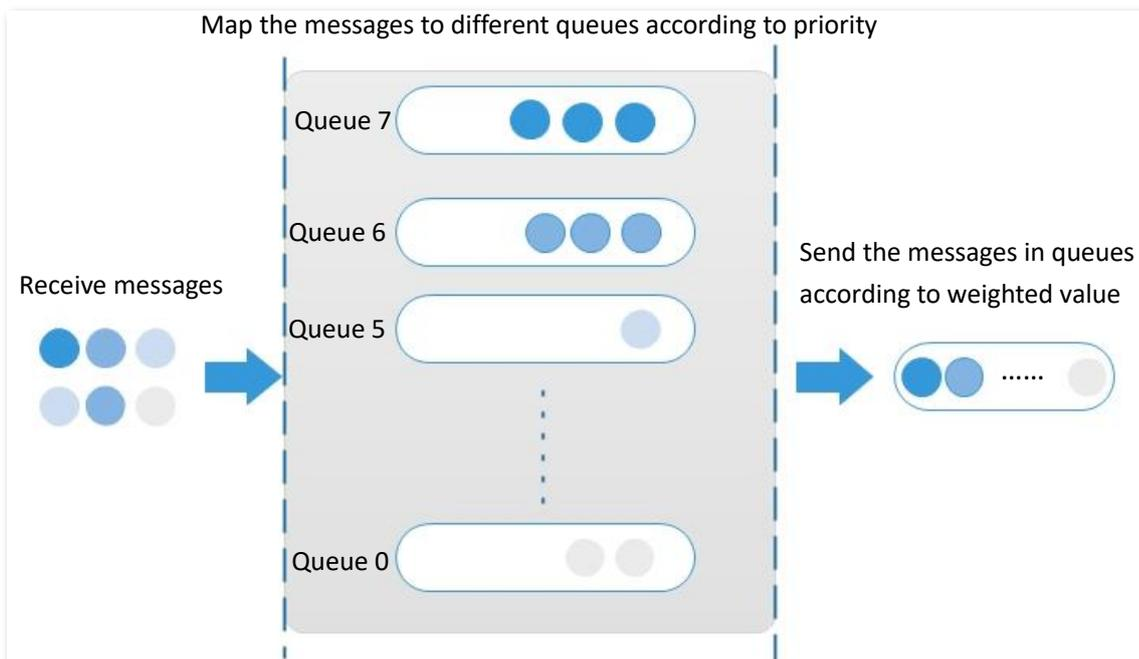 Map the messages to different queues according to priority
Queue 7
Queue 6
Receive messages
Queue 5
Queue 0
Send the messages in queues
according to weighted value
......